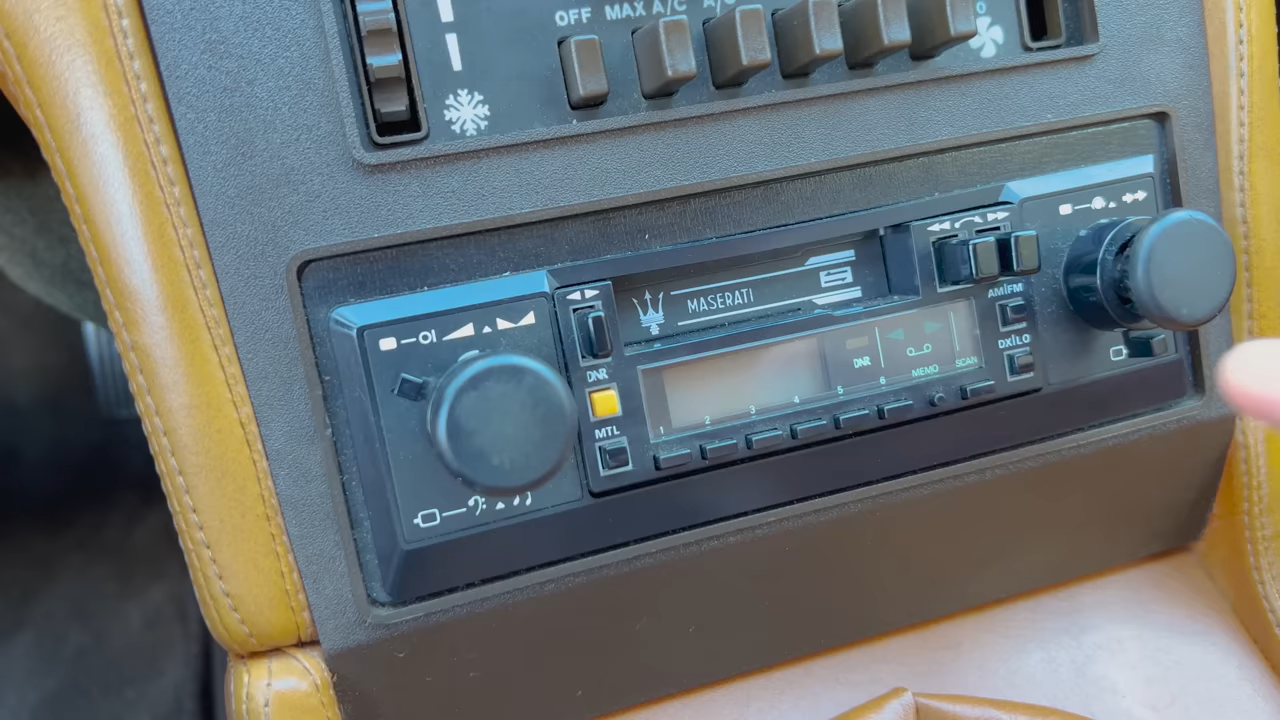 OFF MAX A/C A/C
MASERATI
AM/FM
DX/LO
DNR
MTL
DNR
MEMO
SCAN
1 2 3 4 5 6